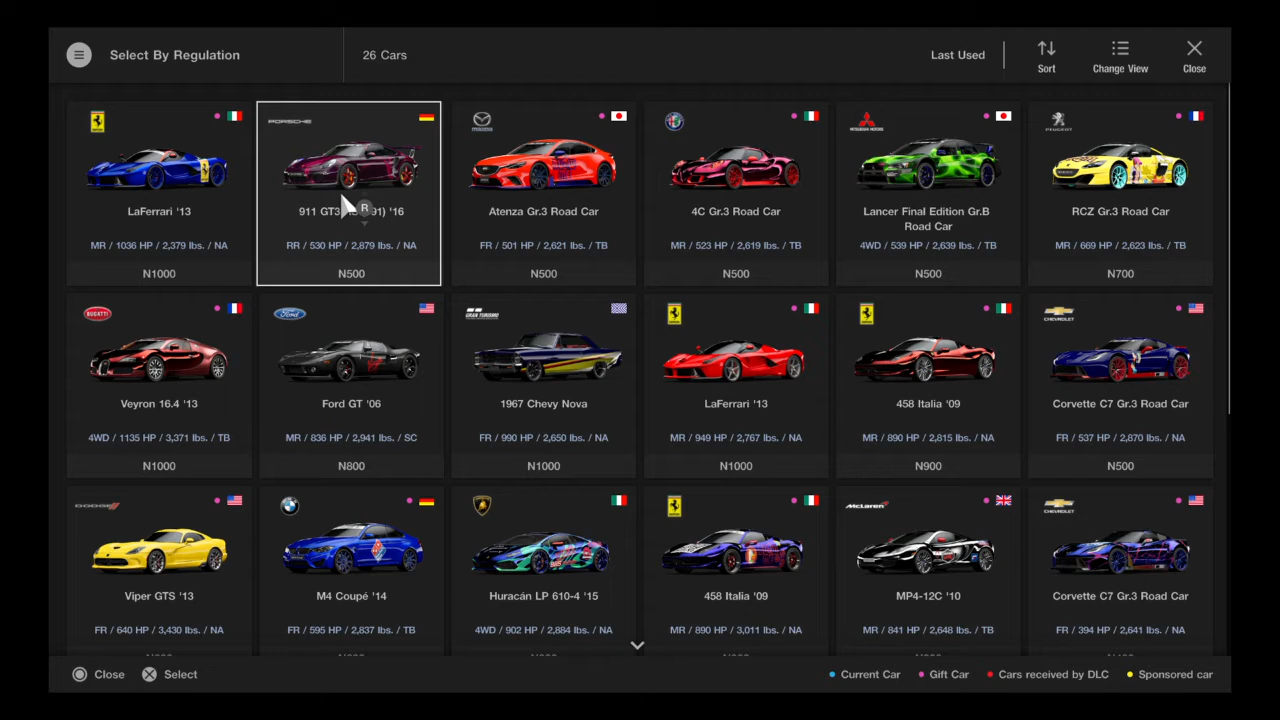 Select By Regulation
26 Cars
Last Used
Sort
Change View
Close
PORSCHE
mazda
MITSUBISHI MOTORS
PEUGEOT
LaFerrari '13
Atenza Gr.3 Road Car
4C Gr.3 Road Car
Lancer Final Edition Gr.B
Road Car
RCZ Gr.3 Road Car
911 GT3
91) '16
R
MR / 1036 HP / 2,379 lbs. / NA
RR / 530 HP / 2,879 lbs. / NA
FR / 501 HP / 2,621 lbs. / TB
MR / 523 HP / 2,619 lbs. / TB
4WD / 539 HP / 2,639 lbs. / TB
MR / 669 HP / 2,623 lbs. / TB
N1000
N500
N500
N500
N500
N700
BUGATTI
Ford
GRAN TURISMO
CHEVROLET
Veyron 16.4 '13
Ford GT '06
1967 Chevy Nova
LaFerrari '13
458 Italia '09
Corvette C7 Gr.3 Road Car
4WD / 1135 HP / 3,371 lbs. / TB
MR / 836 HP / 2,941 lbs. / SC
FR / 990 HP / 2,650 lbs. / NA
MR / 949 HP / 2,767 lbs. / NA
MR / 890 HP / 2,815 lbs. / NA
FR / 537 HP / 2,870 lbs. / NA
N1000
N800
N1000
N1000
N900
N500
DODGE
McLaren
CHEVROLET
Viper GTS '13
M4 Coupé '14
Huracán LP 610-4 '15
458 Italia '09
MP4-12C '10
Corvette C7 Gr.3 Road Car
FR / 640 HP / 3,430 lbs. / NA
FR / 595 HP / 2,837 lbs. / TB
4WD / 902 HP / 2,884 lbs. / NA
MR / 890 HP / 3,011 lbs. / NA
MR / 841 HP / 2,648 lbs. / TB
FR / 394 HP / 2,641 lbs. / NA
Close
Select
Current Car
Gift Car
Cars received by DLC
Sponsored car